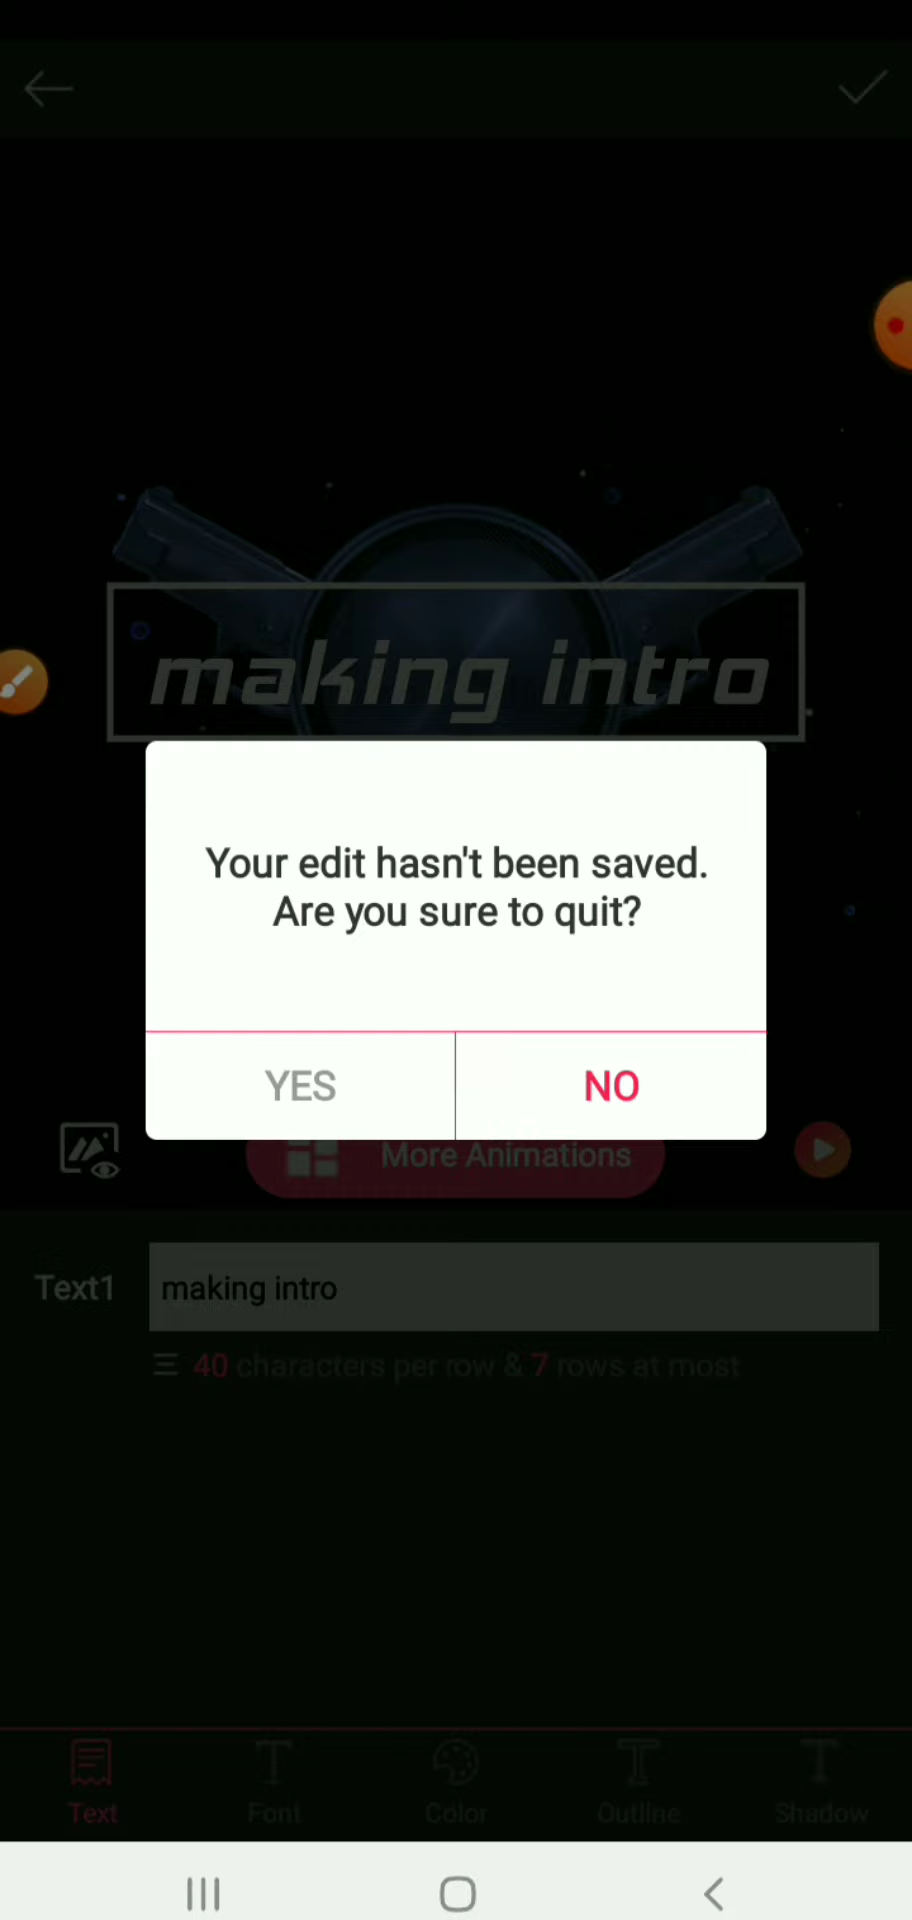 making intro
Your edit hasn't been saved.
Are you sure to quit?
YES
NO
More Animations
Text1
making intro
40 characters per row & 7 rows at most
Text
Font
Color
Outline
Shadow